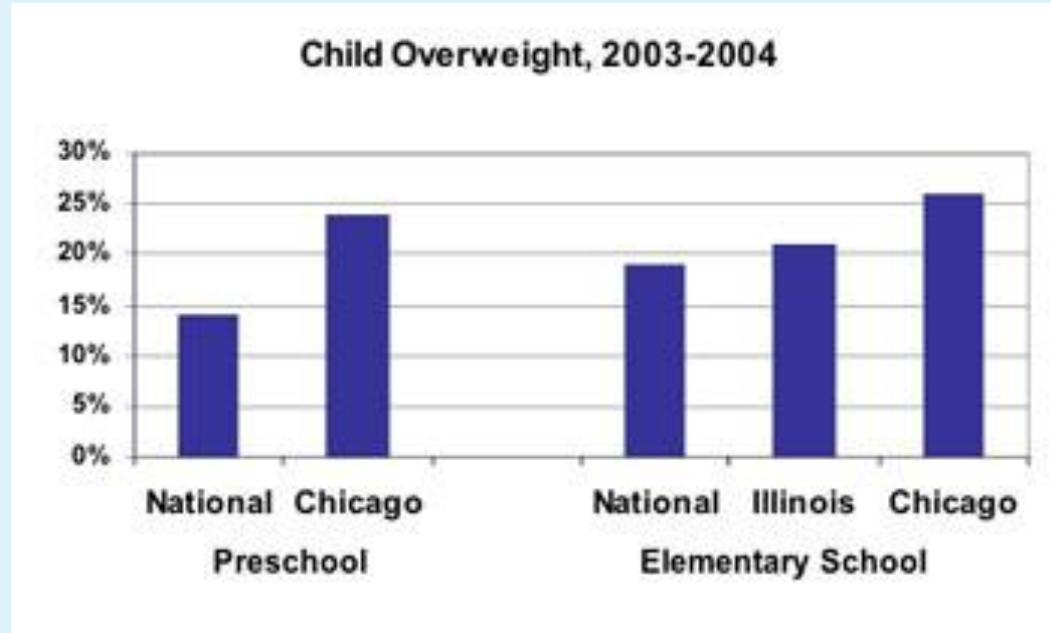 Child Overweight, 2003-2004
30%
25%
20%
15%
10%
5%
0%
National Chicago National Illinois Chicago
Preschool Elementary School